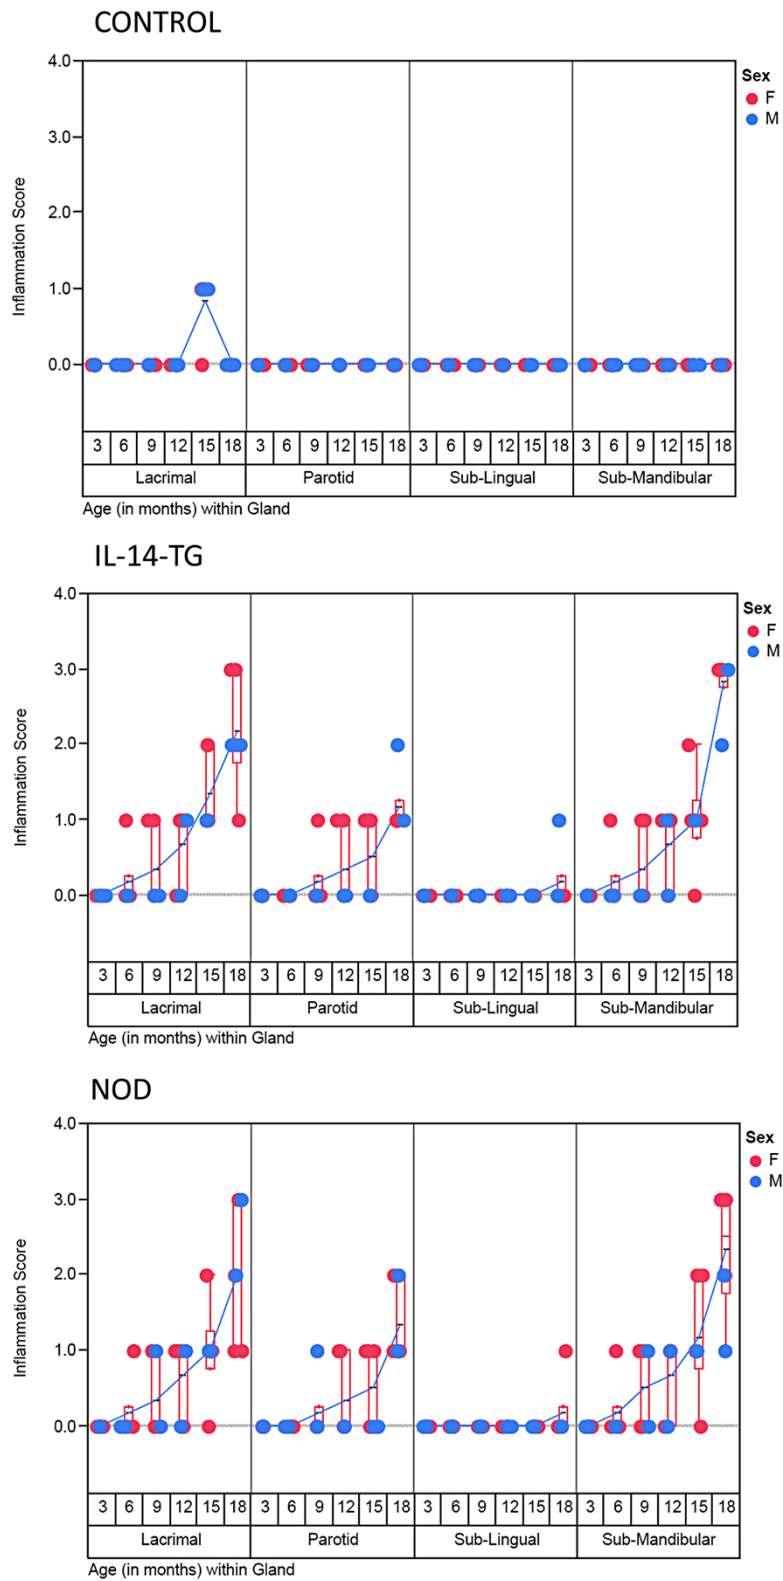 CONTROL
Sex
F
M
Inflammation Score
4.0
3.0
2.0
1.0
0.0
3 6 9 12 15 18 3 6 9 12 15 18 3 6 9 12 15 18 3 6 9 12 15 18
Lacrimal Parotid Sub-Lingual Sub-Mandibular
Age (in months) within Gland
IL-14-TG
Sex
F
M
Inflammation Score
4.0
3.0
2.0
1.0
0.0
3 6 9 12 15 18 3 6 9 12 15 18 3 6 9 12 15 18 3 6 9 12 15 18
Lacrimal Parotid Sub-Lingual Sub-Mandibular
Age (in months) within Gland
NOD
Sex
F
M
Inflammation Score
4.0
3.0
2.0
1.0
0.0
3 6 9 12 15 18 3 6 9 12 15 18 3 6 9 12 15 18 3 6 9 12 15 18
Lacrimal Parotid Sub-Lingual Sub-Mandibular
Age (in months) within Gland